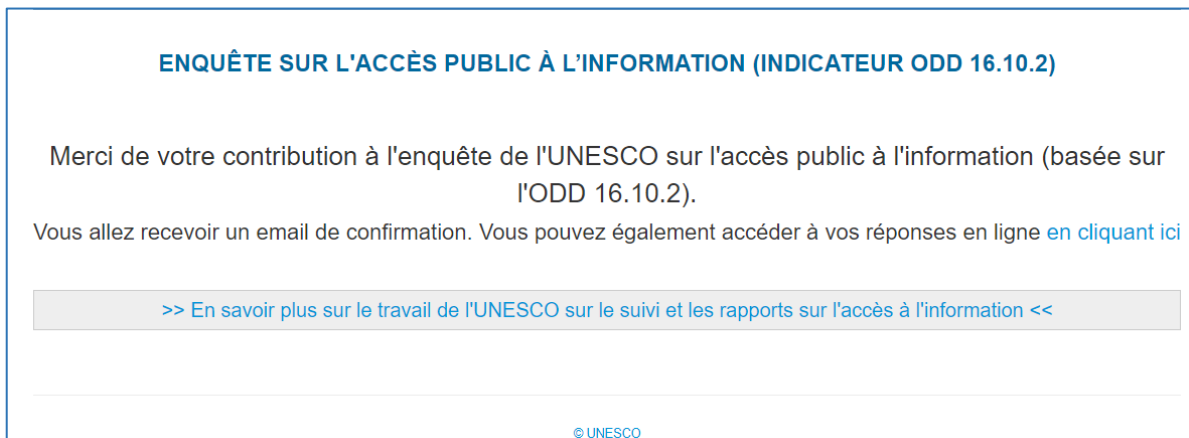 ENQUÊTE SUR L'ACCÈS PUBLIC À L’INFORMATION (INDICATEUR ODD 16.10.2)
Merci de votre contribution à l'enquête de l'UNESCO sur l'accès public à l'information (basée sur
l'ODD 16.10.2).
Vous allez recevoir un email de confirmation. Vous pouvez également accéder à vos réponses en ligne en cliquant ici
>> En savoir plus sur le travail de l'UNESCO sur le suivi et les rapports sur l'accès à l'information <<
© UNESCO